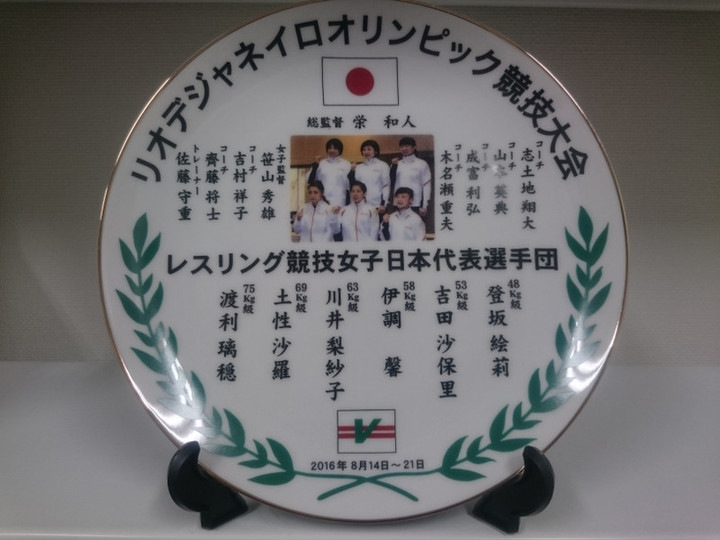 リオデジャネイロオリンピック競技大会
総監督 栄 和人
コーチ 志土地 翔大
コーチ 山本 英典
コーチ 成富 利弘
コーチ 木名瀬 重夫
女子監督 笹山 秀雄
コーチ 吉村 祥子
コーチ 齊藤 将士
トレーナー 佐藤 守重
レスリング競技女子日本代表選手団
48Kg級 登坂 絵莉
53Kg級 吉田 沙保里
58Kg級 伊調 馨
63Kg級 川井 梨紗子
69Kg級 土性 沙羅
75Kg級 渡利 璃穏
V
2016年 8月14日～21日